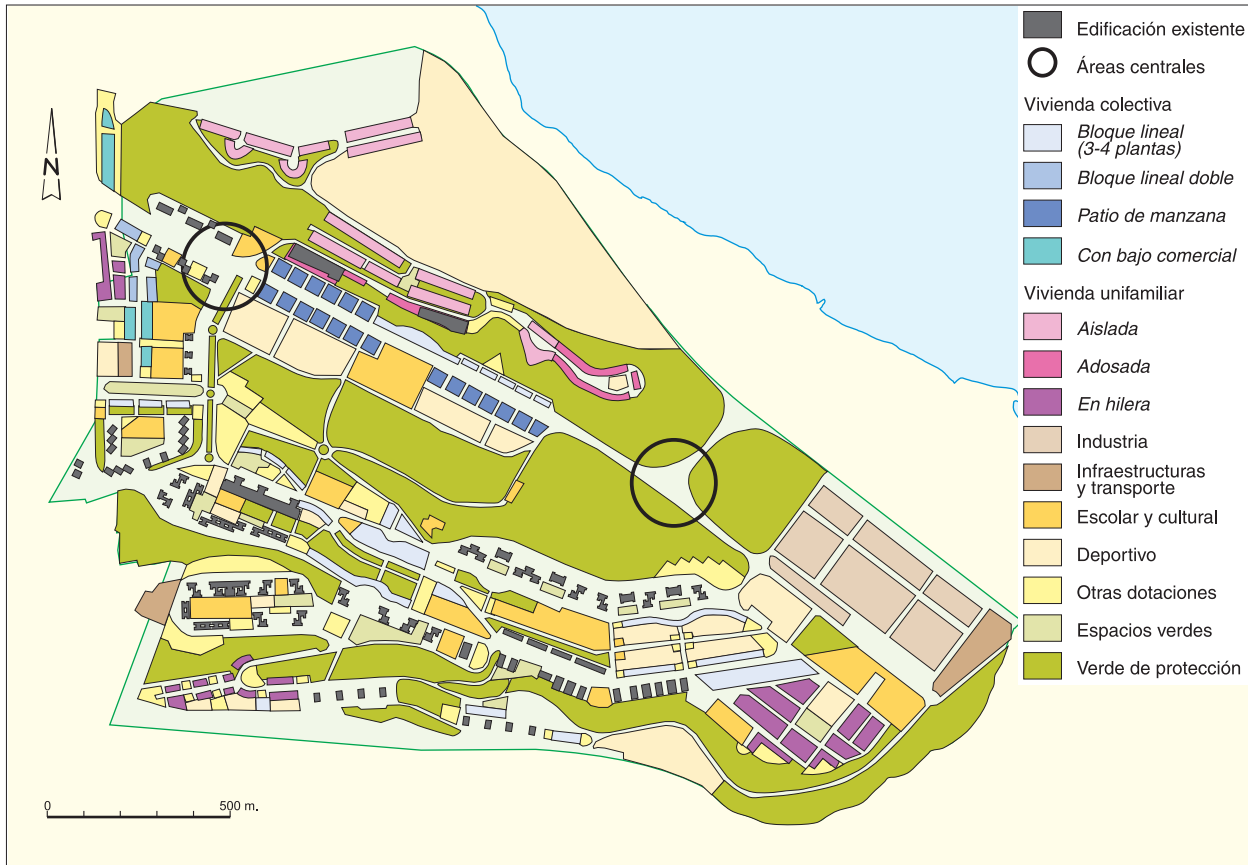 Edificación existente
Áreas centrales
Vivienda colectiva
Bloque lineal
(3-4 plantas)
Bloque lineal doble
Patio de manzana
Con bajo comercial
Vivienda unifamiliar
Aislada
Adosada
En hilera
Industria
Infraestructuras
y transporte
Escolar y cultural
Deportivo
Otras dotaciones
Espacios verdes
Verde de protección
N
0 500 m.